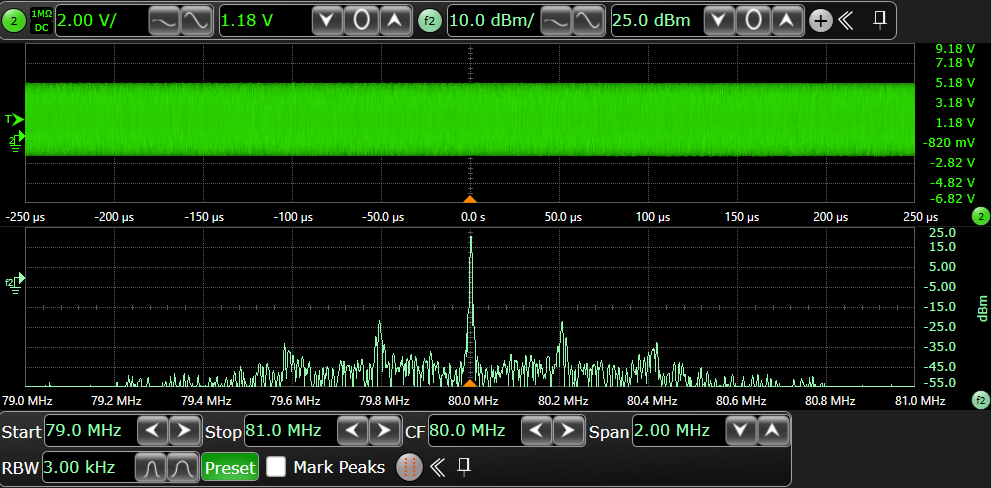 2 1MΩ DC 2.00 V/ 1.18 V f2 10.0 dBm/ 25.0 dBm
9.18 V
7.18 V
5.18 V
3.18 V
T 1.18 V
2 -820 mV
-2.82 V
-4.82 V
-6.82 V
-250 µs -200 µs -150 µs -100 µs -50.0 µs 0.0 s 50.0 µs 100 µs 150 µs 200 µs 250 µs 2
25.0
15.0
5.00
f2 -5.00
dBm
-15.0
-25.0
-35.0
-45.0
-55.0
79.0 MHz 79.2 MHz 79.4 MHz 79.6 MHz 79.8 MHz 80.0 MHz 80.2 MHz 80.4 MHz 80.6 MHz 80.8 MHz 81.0 MHz f2
Start 79.0 MHz Stop 81.0 MHz CF 80.0 MHz Span 2.00 MHz
RBW 3.00 kHz Preset Mark Peaks